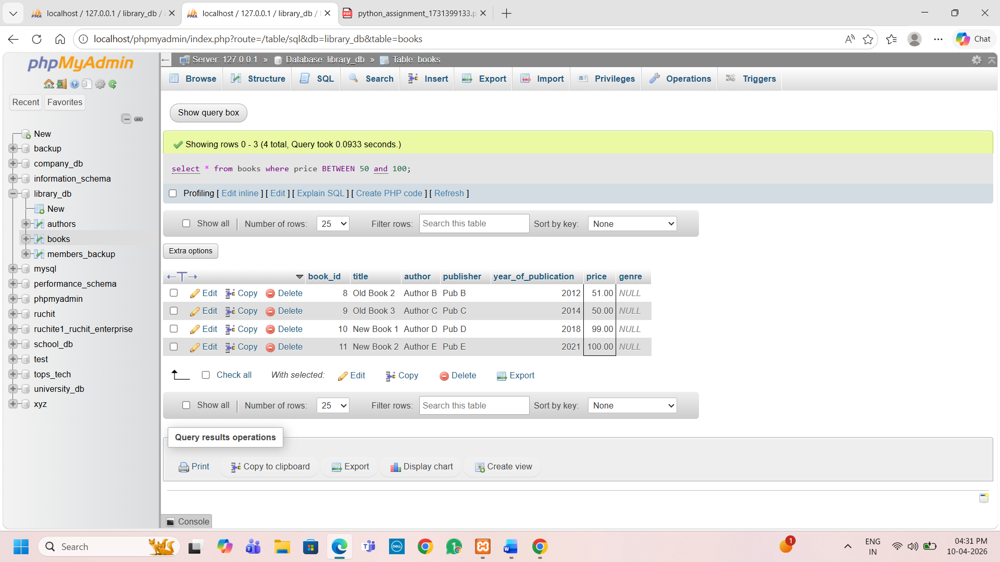 localhost / 127.0.0.1 / library_db /
localhost / 127.0.0.1 / library_db /
python_assignment_1731399133.p
localhost/phpmyadmin/index.php?route=/table/sql&db=library_db&table=books
Chat
phpMyAdmin
Recent Favorites
New
backup
company_db
information_schema
library_db
New
authors
books
members_backup
mysql
performance_schema
phpmyadmin
ruchit
ruchite1_ruchit_enterprise
school_db
test
tops_tech
university_db
xyz
Server: 127.0.0.1 » Database: library_db » Table: books
Browse Structure SQL Search Insert Export Import Privileges Operations Triggers
Show query box
Showing rows 0 - 3 (4 total, Query took 0.0933 seconds.)
select * from books where price BETWEEN 50 and 100;
Profiling [ Edit inline ] [ Edit ] [ Explain SQL ] [ Create PHP code ] [ Refresh ]
Show all Number of rows: 25 Filter rows: Search this table Sort by key: None
Extra options
book_id title author publisher year_of_publication price genre
Edit Copy Delete 8 Old Book 2 Author B Pub B 2012 51.00 NULL
Edit Copy Delete 9 Old Book 3 Author C Pub C 2014 50.00 NULL
Edit Copy Delete 10 New Book 1 Author D Pub D 2018 99.00 NULL
Edit Copy Delete 11 New Book 2 Author E Pub E 2021 100.00 NULL
Check all With selected: Edit Copy Delete Export
Show all Number of rows: 25 Filter rows: Search this table Sort by key: None
Query results operations
Print Copy to clipboard Export Display chart Create view
Console
Search
ENG
IN
04:31 PM
10-04-2026